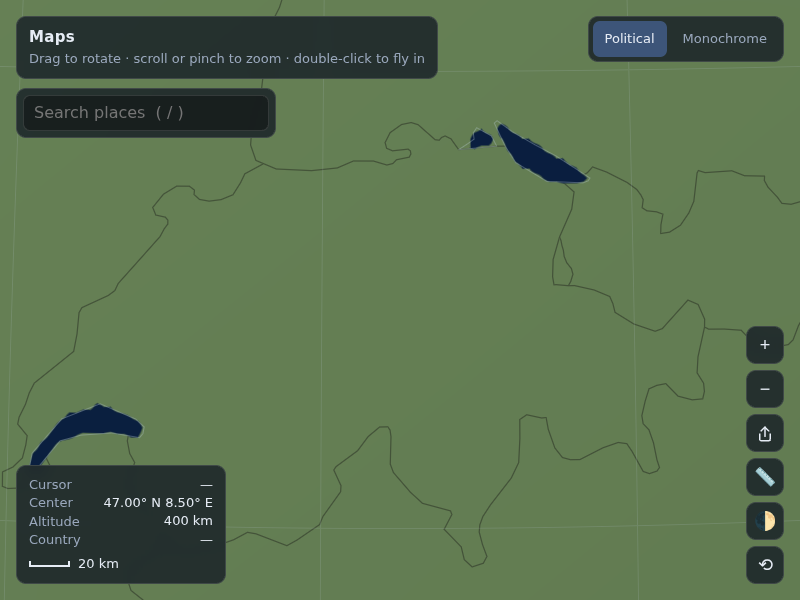 Maps
Drag to rotate · scroll or pinch to zoom · double-click to fly in
Search places ( / )
Political
Monochrome
+
−
Cursor —
Center 47.00° N 8.50° E
Altitude 400 km
Country —
20 km